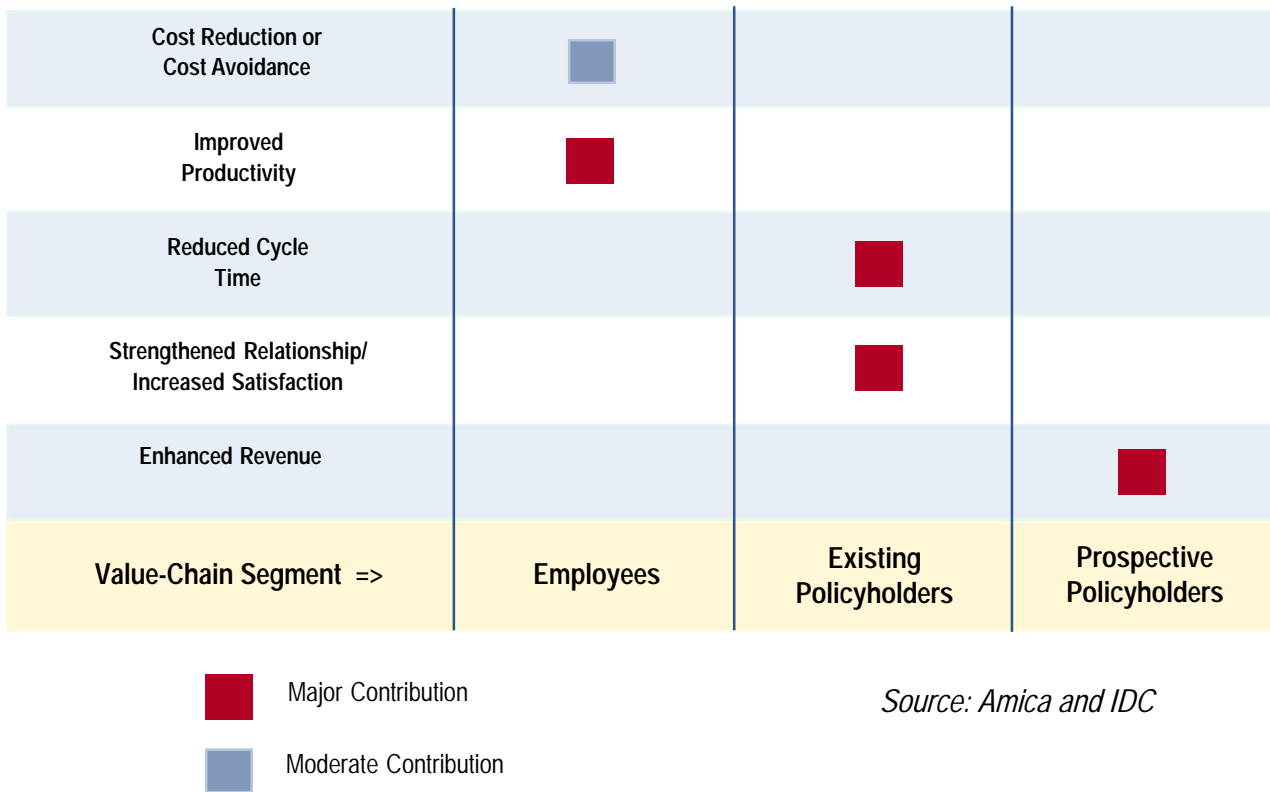 Cost Reduction or
Cost Avoidance
Improved
Productivity
Reduced Cycle
Time
Strengthened Relationship/
Increased Satisfaction
Enhanced Revenue
Value-Chain Segment =>
Employees
Existing
Policyholders
Prospective
Policyholders
Major Contribution
Source: Amica and IDC
Moderate Contribution